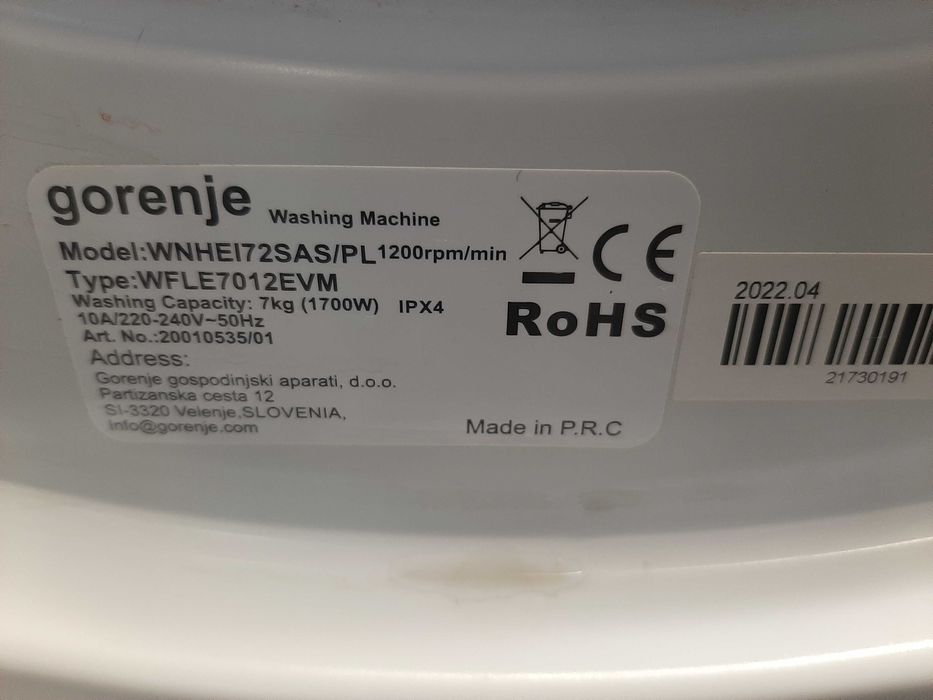 gorenje Washing Machine
Model:WNHEI72SAS/PL 1200rpm/min
Type:WFLE7012EVM
Washing Capacity: 7kg (1700W) IPX4
10A/220-240V~50Hz
Art. No.:20010535/01
Address:
Gorenje gospodinjski aparati, d.o.o.
Partizanska cesta 12
SI-3320 Velenje,SLOVENIA,
Info@gorenje.com
CE
RoHS
Made in P.R.C
2022.04
21730191